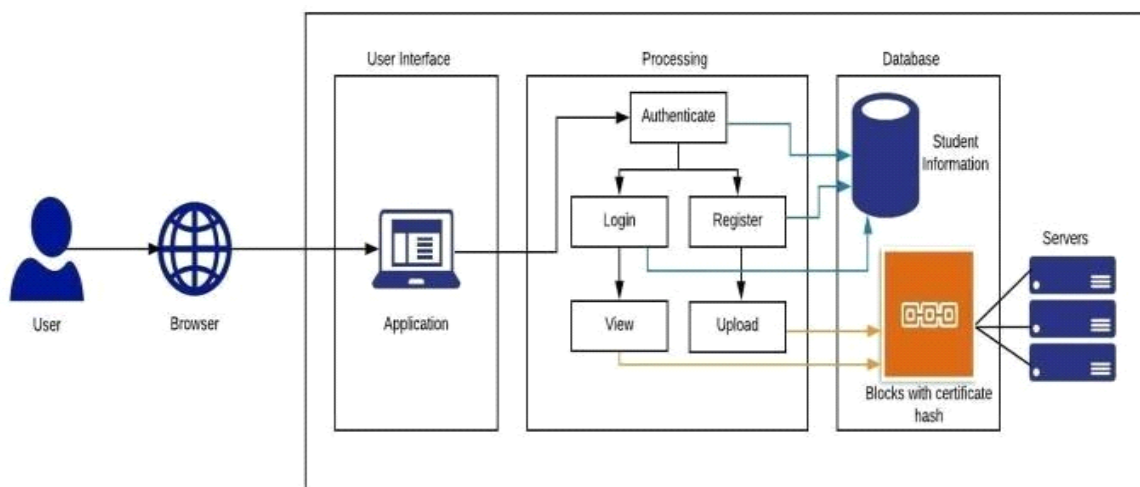 User Interface
Processing
Database
Authenticate
Student
Information
Login
Register
Servers
User
Browser
Application
View
Upload
Blocks with certificate
hash